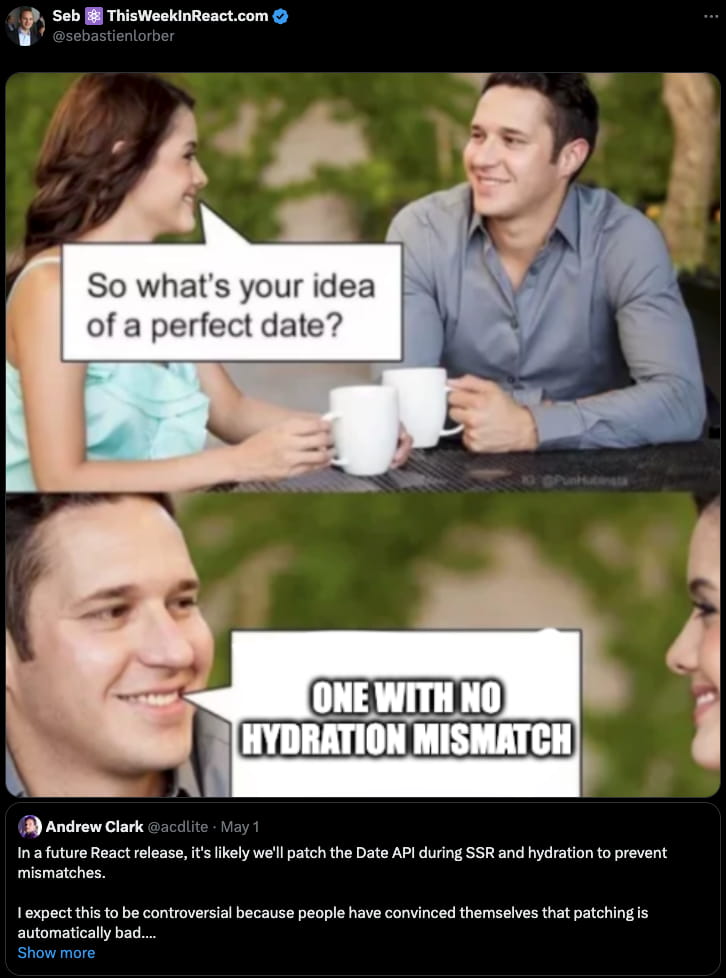 Seb ⚛ ThisWeekInReact.com
@sebastienlorber
So what's your idea
of a perfect date?
IG: @PunHubInsta
ONE WITH NO
HYDRATION MISMATCH
Andrew Clark @acdlite · May 1
In a future React release, it's likely we'll patch the Date API during SSR and hydration to prevent
mismatches.
I expect this to be controversial because people have convinced themselves that patching is
automatically bad....
Show more